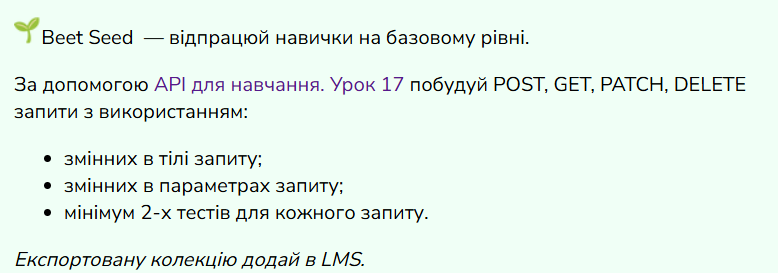 Beet Seed — відпрацюй навички на базовому рівні.
За допомогою API для навчання. Урок 17 побудуй POST, GET, PATCH, DELETE
запити з використанням:
• змінних в тілі запиту;
• змінних в параметрах запиту;
• мінімум 2-х тестів для кожного запиту.
Експортовану колекцію додай в LMS.